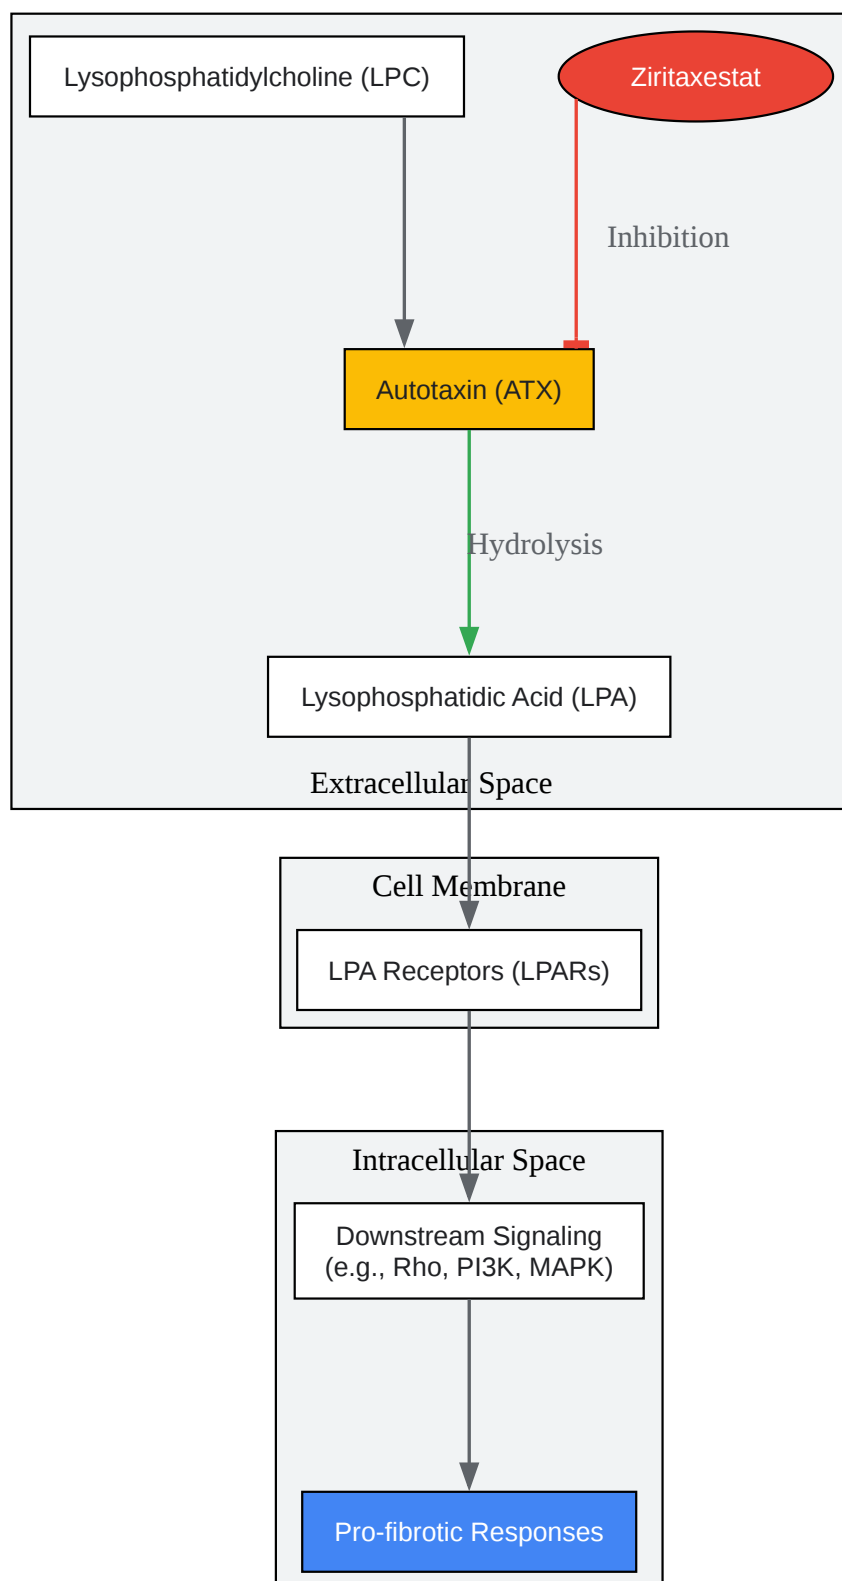 Lysophosphatidylcholine (LPC)
Ziritaxestat
Inhibition
Autotaxin (ATX)
Hydrolysis
Lysophosphatidic Acid (LPA)
Extracellular Space
Cell Membrane
LPA Receptors (LPARs)
Intracellular Space
Downstream Signaling
(e.g., Rho, PI3K, MAPK)
Pro-fibrotic Responses